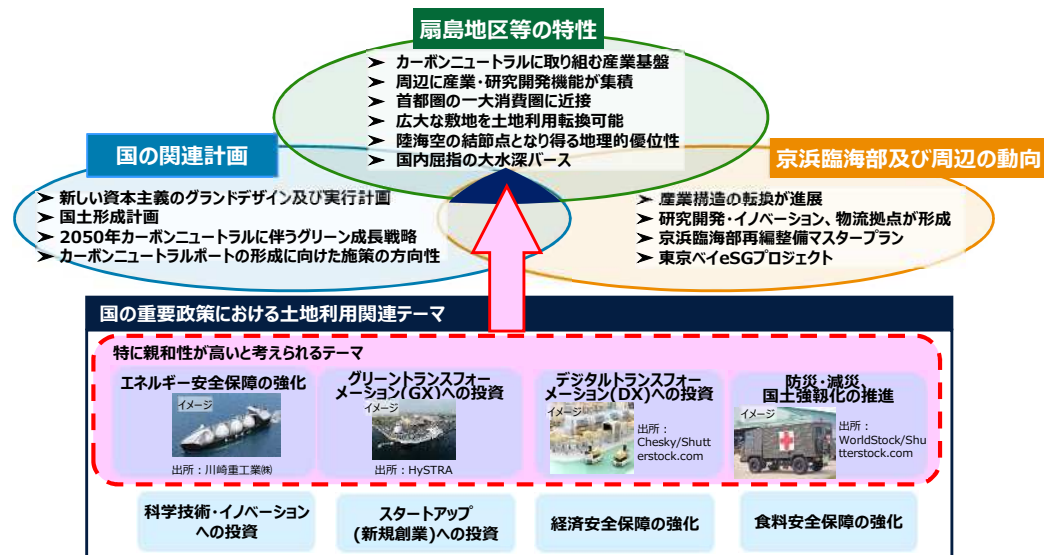 扇島地区等の特性
➤ カーボンニュートラルに取り組む産業基盤
➤ 周辺に産業・研究開発機能が集積
➤ 首都圏の一大消費圏に近接
➤ 広大な敷地を土地利用転換可能
➤ 陸海空の結節点となり得る地理的優位性
➤ 国内屈指の大水深バース
国の関連計画
➤ 新しい資本主義のグランドデザイン及び実行計画
➤ 国土形成計画
➤ 2050年カーボンニュートラルに伴うグリーン成長戦略
➤ カーボンニュートラルポートの形成に向けた施策の方向性
京浜臨海部及び周辺の動向
➤ 産業構造の転換が進展
➤ 研究開発・イノベーション、物流拠点が形成
➤ 京浜臨海部再編整備マスタープラン
➤ 東京ベイeSGプロジェクト
国の重要政策における土地利用関連テーマ
特に親和性が高いと考えられるテーマ
エネルギー安全保障の強化
イメージ
出所：川崎重工業㈱
グリーントランスフォー
メーション(GX)への投資
イメージ
出所：HySTRA
デジタルトランスフォ
ーメーション(DX)への投資
イメージ
出所：
Chesky/Shutt
erstock.com
防災・減災、
国土強靱化の推進
イメージ
出所：
WorldStock/Shu
tterstock.com
科学技術・イノベーション
への投資
スタートアップ
(新規創業)への投資
経済安全保障の強化
食料安全保障の強化